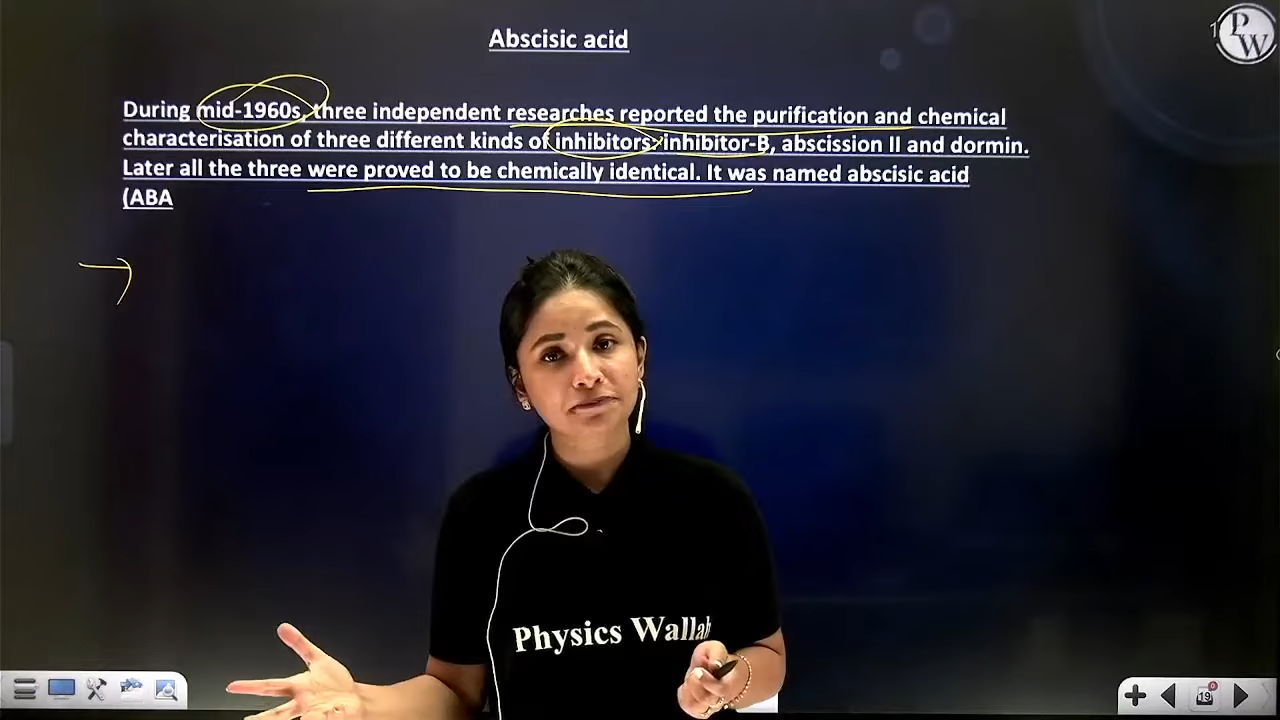 Abscisic acid
During mid-1960s, three independent researches reported the purification and chemical
characterisation of three different kinds of inhibitors: inhibitor-B, abscission II and dormin.
Later all the three were proved to be chemically identical. It was named abscisic acid
(ABA
PW
Physics Wallah
19